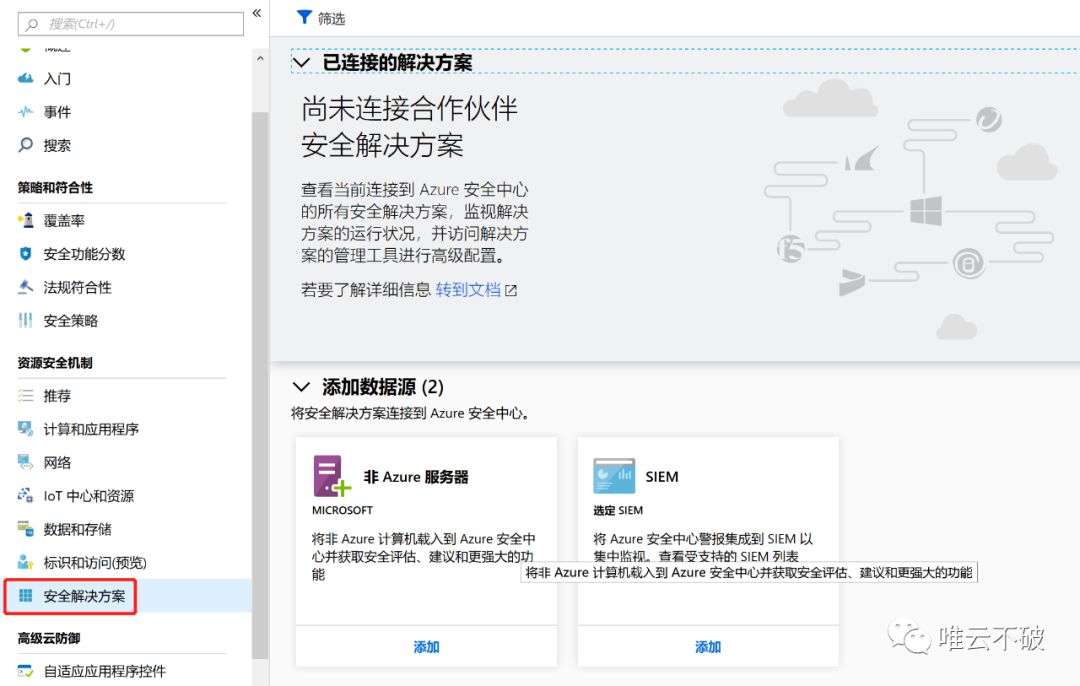 搜索(Ctrl+/)
«
筛选
概述
入门
事件
搜索
策略和符合性
覆盖率
安全功能分数
法规符合性
安全策略
资源安全机制
推荐
计算和应用程序
网络
IoT 中心和资源
数据和存储
标识和访问(预览)
安全解决方案
高级云防御
自适应应用程序控件
已连接的解决方案
尚未连接合作伙伴
安全解决方案
查看当前连接到 Azure 安全中心
的所有安全解决方案，监视解决
方案的运行状况，并访问解决方
案的管理工具进行高级配置。
若要了解详细信息 转到文档
f5
添加数据源 (2)
将安全解决方案连接到 Azure 安全中心。
非 Azure 服务器
MICROSOFT
将非 Azure 计算机载入到 Azure 安全中
心并获取安全评估、建议和更强大的功
能
添加
SIEM
选定 SIEM
将 Azure 安全中心警报集成到 SIEM 以
集中监视。查看受支持的 SIEM 列表
将非 Azure 计算机载入到 Azure 安全中心并获取安全评估、建议和更强大的功能
添加
唯云不破